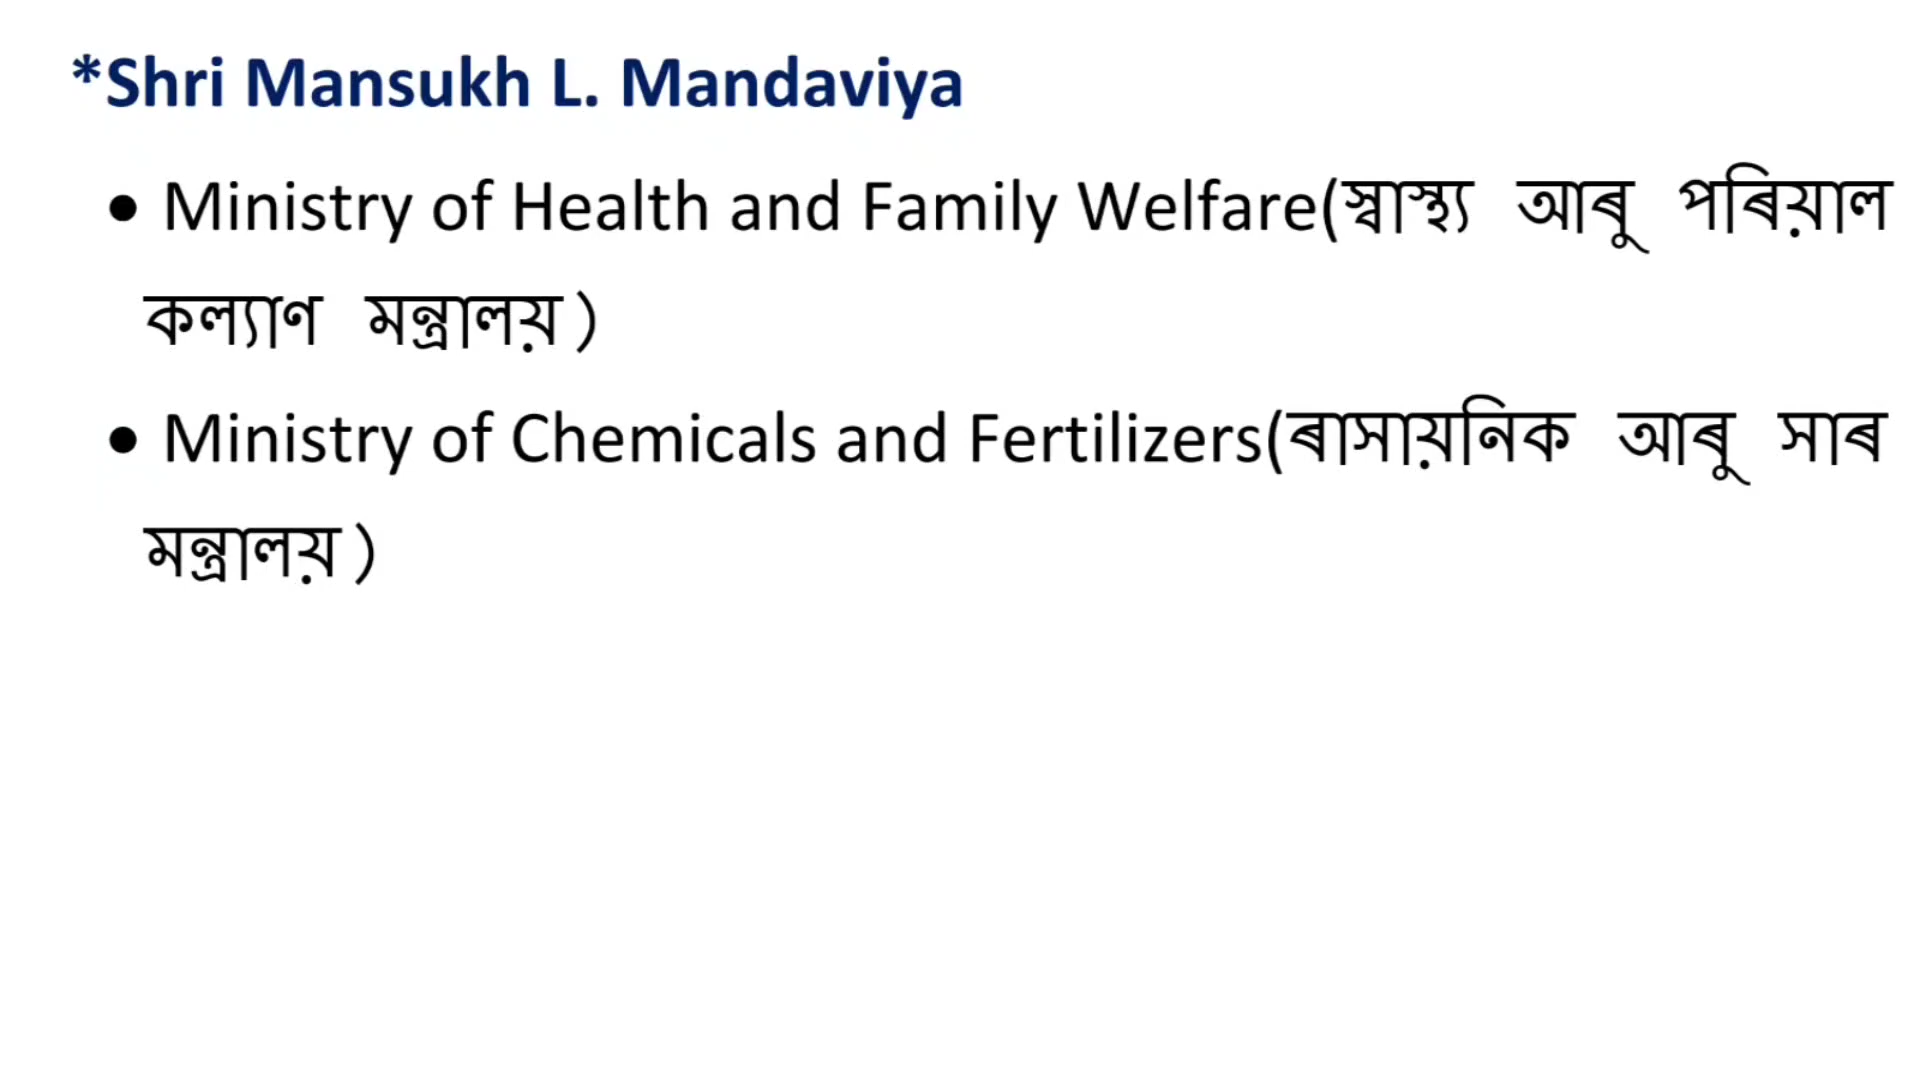 *Shri Mansukh L. Mandaviya
• Ministry of Health and Family Welfare(স্বাস্থ্য আৰু পৰিয়াল
কল্যাণ মন্ত্ৰালয়)
• Ministry of Chemicals and Fertilizers(ৰাসায়নিক আৰু সাৰ
মন্ত্ৰালয়)